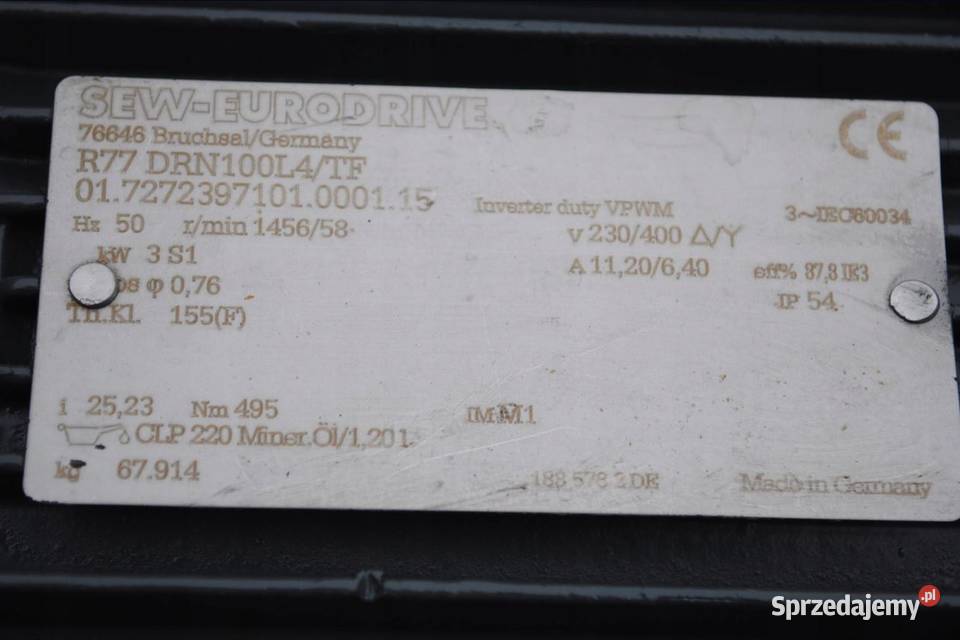 SEW-EURODRIVE
CE
76646 Bruchsal/Germany
R77 DRN100L4/TF
01.7272397101.0001.15 Inverter duty VPWM 3~IEC60034
Hz 50 r/min 1456/58 V 230/400 Δ/Y
kW 3 S1 A 11,20/6,40 eff% 87,8 IE3
φ 0,76 IP 54
Th.Kl. 155(F)
i 25,23 Nm 495 IM M1
CLP 220 Miner.Öl/1,20 l
kg 67.914 188 578 2 DE Made in Germany
Sprzedajemy.pl